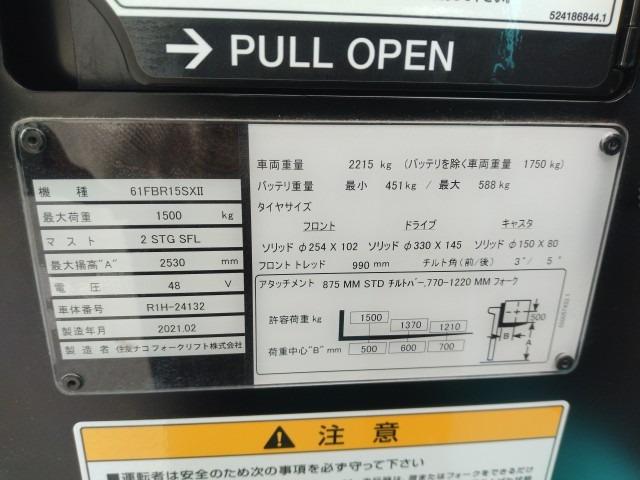 524186844.1
→ PULL OPEN
機種 61FBR15SXII
最大荷重 1500 kg
マスト 2 STG SFL
最大揚高"A" 2530 mm
電圧 48 V
車体番号 R1H-24132
製造年月 2021.02
製造者 住友ナコ フォークリフト株式会社
車両重量 2215 kg (バッテリを除く車両重量 1750 kg)
バッテリ重量 最小 451 kg / 最大 588 kg
タイヤサイズ
フロント ドライブ キャスタ
ソリッド φ254 X 102 ソリッド φ330 X 145 ソリッド φ150 X 80
フロント トレッド 990 mm チルト角(前/後) 3°/ 5°
アタッチメント 875 MM STD チルトバー,770-1220 MM フォーク
許容荷重 kg 1500 1370 1210
荷重中心"B" mm 500 600 700
500
B
A
注意
■運転者は安全のため次の事項を必ず守って下さい